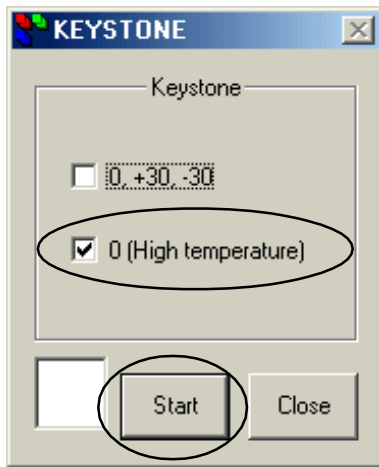 KEYSTONE
Keystone
0, +30, -30
0 (High temperature)
Start Close